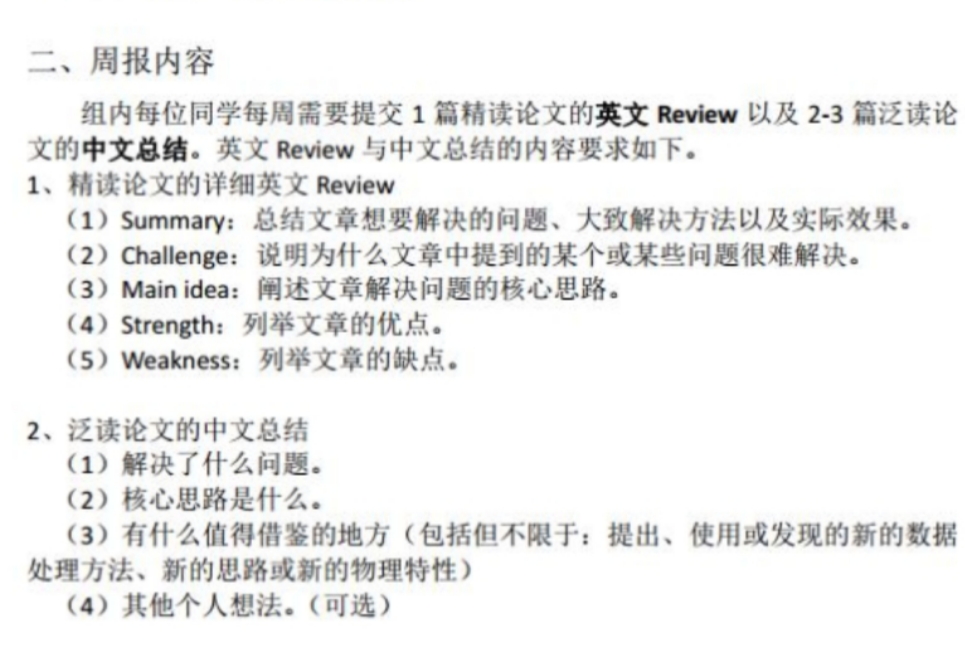 二、周报内容
组内每位同学每周需要提交 1 篇精读论文的英文 Review 以及 2-3 篇泛读论
文的中文总结。英文 Review 与中文总结的内容要求如下。
1、精读论文的详细英文 Review
（1）Summary：总结文章想要解决的问题、大致解决方法以及实际效果。
（2）Challenge：说明为什么文章中提到的某个或某些问题很难解决。
（3）Main idea：阐述文章解决问题的核心思路。
（4）Strength：列举文章的优点。
（5）Weakness：列举文章的缺点。
2、泛读论文的中文总结
（1）解决了什么问题。
（2）核心思路是什么。
（3）有什么值得借鉴的地方（包括但不限于：提出、使用或发现的新的数据
处理方法、新的思路或新的物理特性）
（4）其他个人想法。（可选）